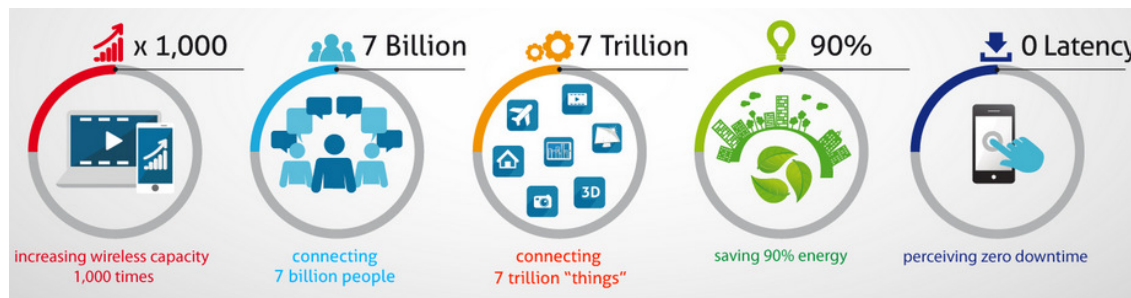 x 1,000
7 Billion
7 Trillion
90%
0 Latency
3D
increasing wireless capacity
1,000 times
connecting
7 billion people
connecting
7 trillion “things”
saving 90% energy
perceiving zero downtime